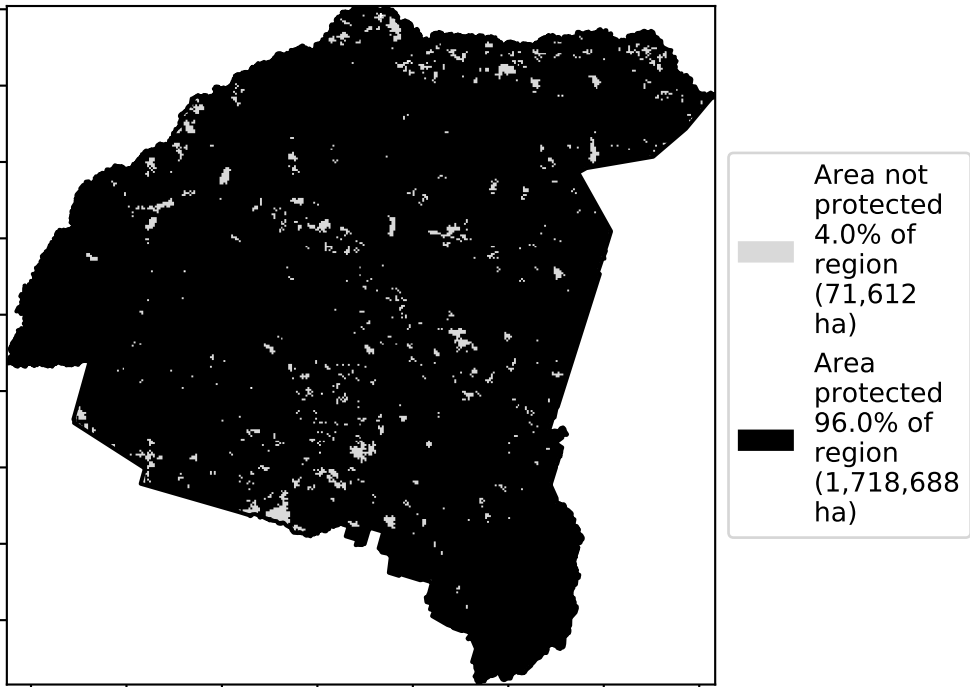 Area not
protected
4.0% of
region
(71,612
ha)
Area
protected
96.0% of
region
(1,718,688
ha)